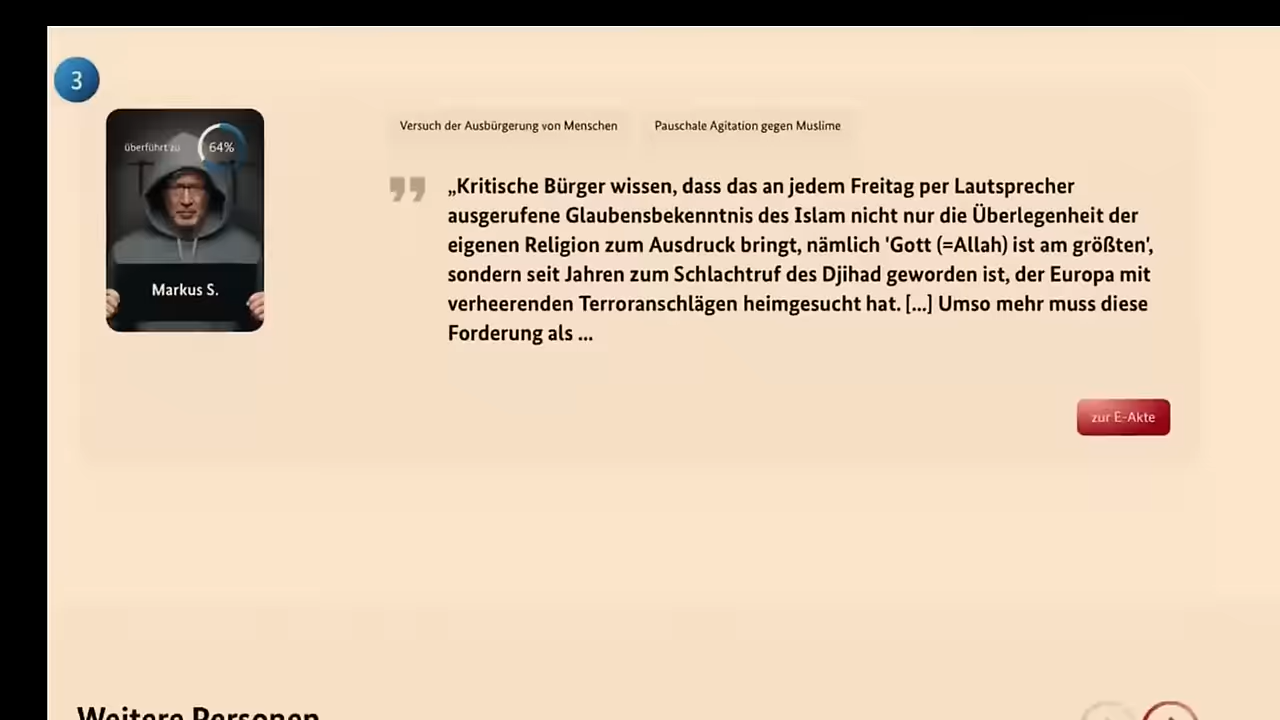 3
überführt zu
64%
Markus S.
Versuch der Ausbürgerung von Menschen
Pauschale Agitation gegen Muslime
„Kritische Bürger wissen, dass das an jedem Freitag per Lautsprecher
ausgerufene Glaubensbekenntnis des Islam nicht nur die Überlegenheit der
eigenen Religion zum Ausdruck bringt, nämlich 'Gott (=Allah) ist am größten',
sondern seit Jahren zum Schlachtruf des Djihad geworden ist, der Europa mit
verheerenden Terroranschlägen heimgesucht hat. [...] Umso mehr muss diese
Forderung als ...
zur E-Akte
Weitere Personen